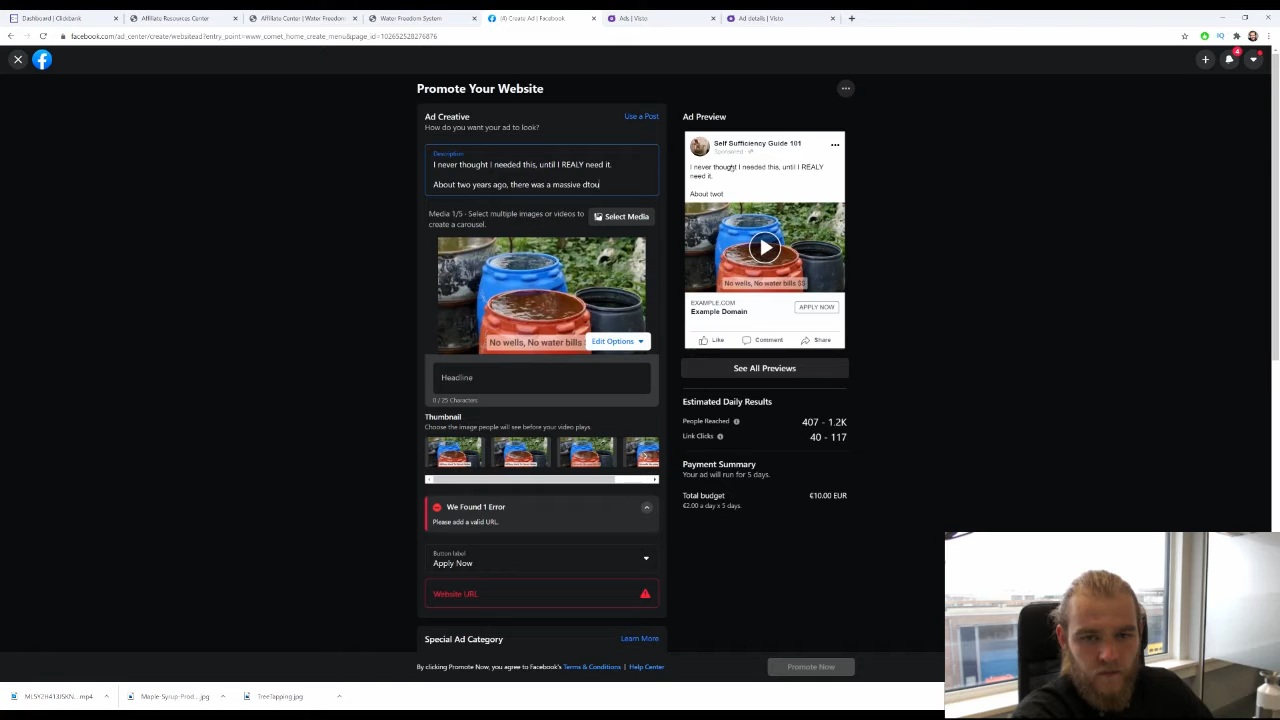 Dashboard | Clickbank
Affiliate Resources Center
Affiliate Center | Water Freedom
Water Freedom System
(4) Create Ad | Facebook
Ads | Visto
Ad details | Visto
facebook.com/ad_center/create/websitead?entry_point=www_comet_home_create_menu&page_id=102652528276876
4
Promote Your Website
Ad Creative
Use a Post
How do you want your ad to look?
Description
I never thought I needed this, until I REALY need it.
About two years ago, there was a massive dtou
Media 1/5 · Select multiple images or videos to
create a carousel.
Select Media
No wells, No water bills $
Edit Options
Headline
0 / 25 Characters
Thumbnail
Choose the image people will see before your video plays.
We Found 1 Error
Please add a valid URL.
Button label
Apply Now
Website URL
Special Ad Category
Learn More
Ad Preview
Self Sufficiency Guide 101
Sponsored
I never thought I needed this, until I REALY
need it.
About twot
No wells, No water bills $$
EXAMPLE.COM
Example Domain
APPLY NOW
Like
Comment
Share
See All Previews
Estimated Daily Results
People Reached
407 - 1.2K
Link Clicks
40 - 117
Payment Summary
Your ad will run for 5 days.
Total budget
€10.00 EUR
€2.00 a day x 5 days.
By clicking Promote Now, you agree to Facebook's Terms & Conditions | Help Center
Promote Now
Maple-Syrup-Prod....jpg
TreeTapping.jpg